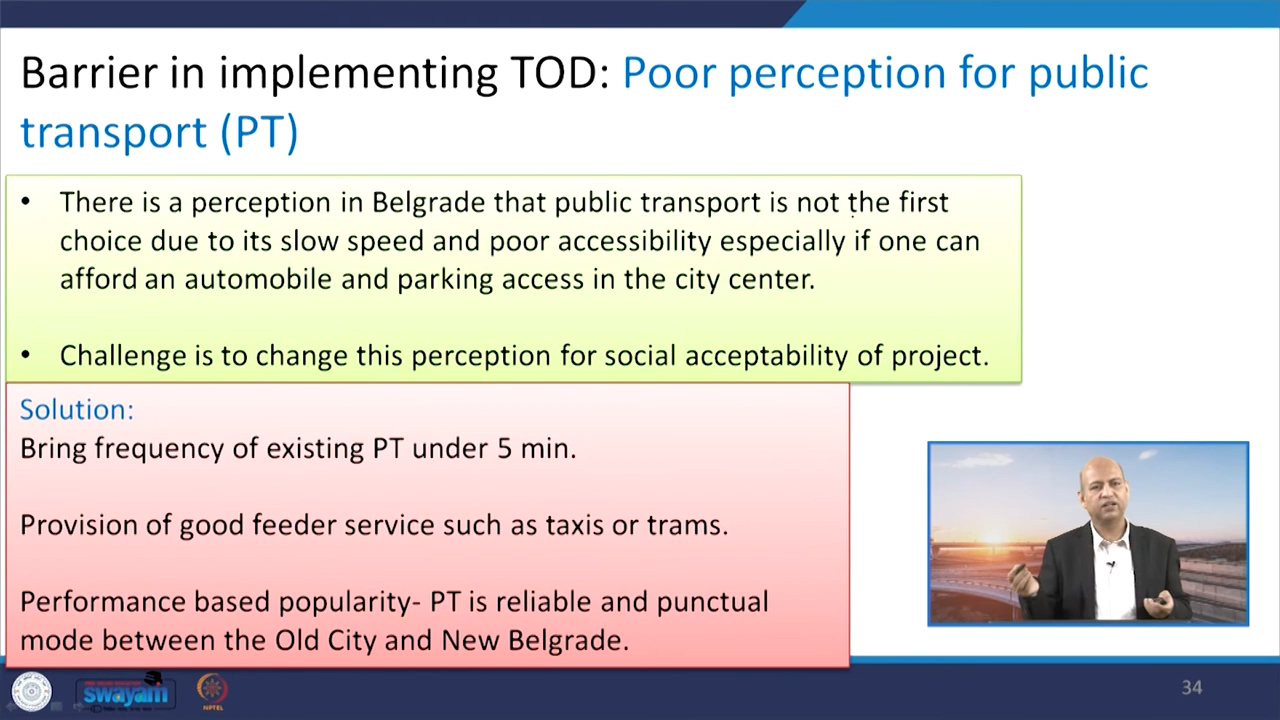 Barrier in implementing TOD: Poor perception for public
transport (PT)
• There is a perception in Belgrade that public transport is not the first
choice due to its slow speed and poor accessibility especially if one can
afford an automobile and parking access in the city center.
• Challenge is to change this perception for social acceptability of project.
Solution:
Bring frequency of existing PT under 5 min.
Provision of good feeder service such as taxis or trams.
Performance based popularity- PT is reliable and punctual
mode between the Old City and New Belgrade.
swayam
NPTEL
34